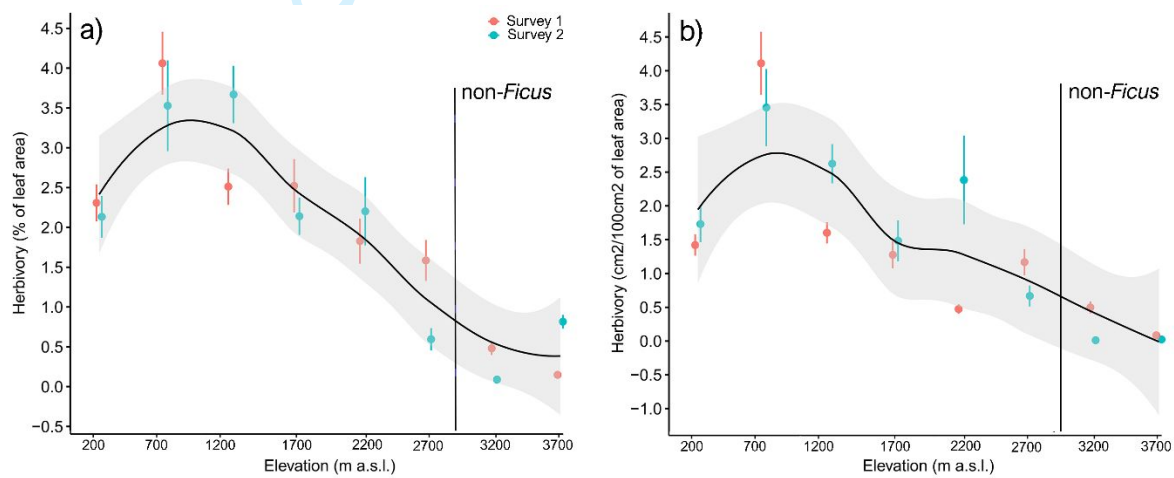 a)
Survey 1
Survey 2
non-Ficus
Herbivory (% of leaf area)
4.5
4.0
3.5
3.0
2.5
2.0
1.5
1.0
0.5
0.0
−0.5
200 700 1200 1700 2200 2700 3200 3700
Elevation (m a.s.l.)
b)
non-Ficus
Herbivory (cm2/100cm2 of leaf area)
4.5
4.0
3.5
3.0
2.5
2.0
1.5
1.0
0.5
0.0
−0.5
−1.0
200 700 1200 1700 2200 2700 3200 3700
Elevation (m a.s.l.)